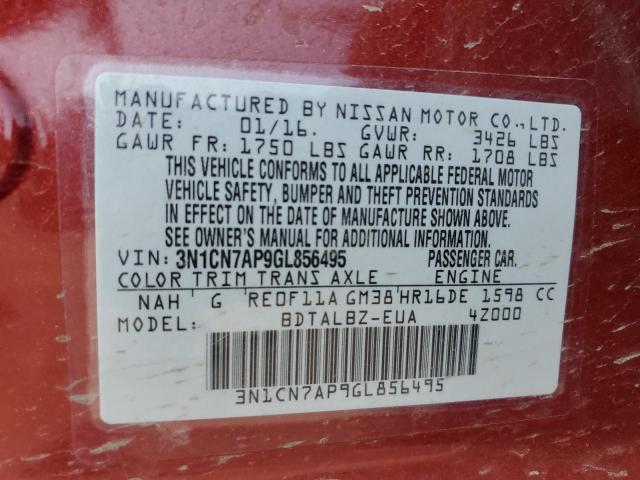 MANUFACTURED BY NISSAN MOTOR CO.,LTD.
DATE: 01/16. GVWR: 3426 LBS
GAWR FR: 1750 LBS GAWR RR: 1708 LBS
THIS VEHICLE CONFORMS TO ALL APPLICABLE FEDERAL MOTOR
VEHICLE SAFETY, BUMPER AND THEFT PREVENTION STANDARDS
IN EFFECT ON THE DATE OF MANUFACTURE SHOWN ABOVE.
SEE OWNER'S MANUAL FOR ADDITIONAL INFORMATION.
VIN: 3N1CN7AP9GL856495 PASSENGER CAR.
COLOR TRIM TRANS AXLE ENGINE
NAH G RE0F11A GM38 HR16DE 1598 CC
MODEL: BDTALBZ-EUA 4Z000
3N1CN7AP9GL856495